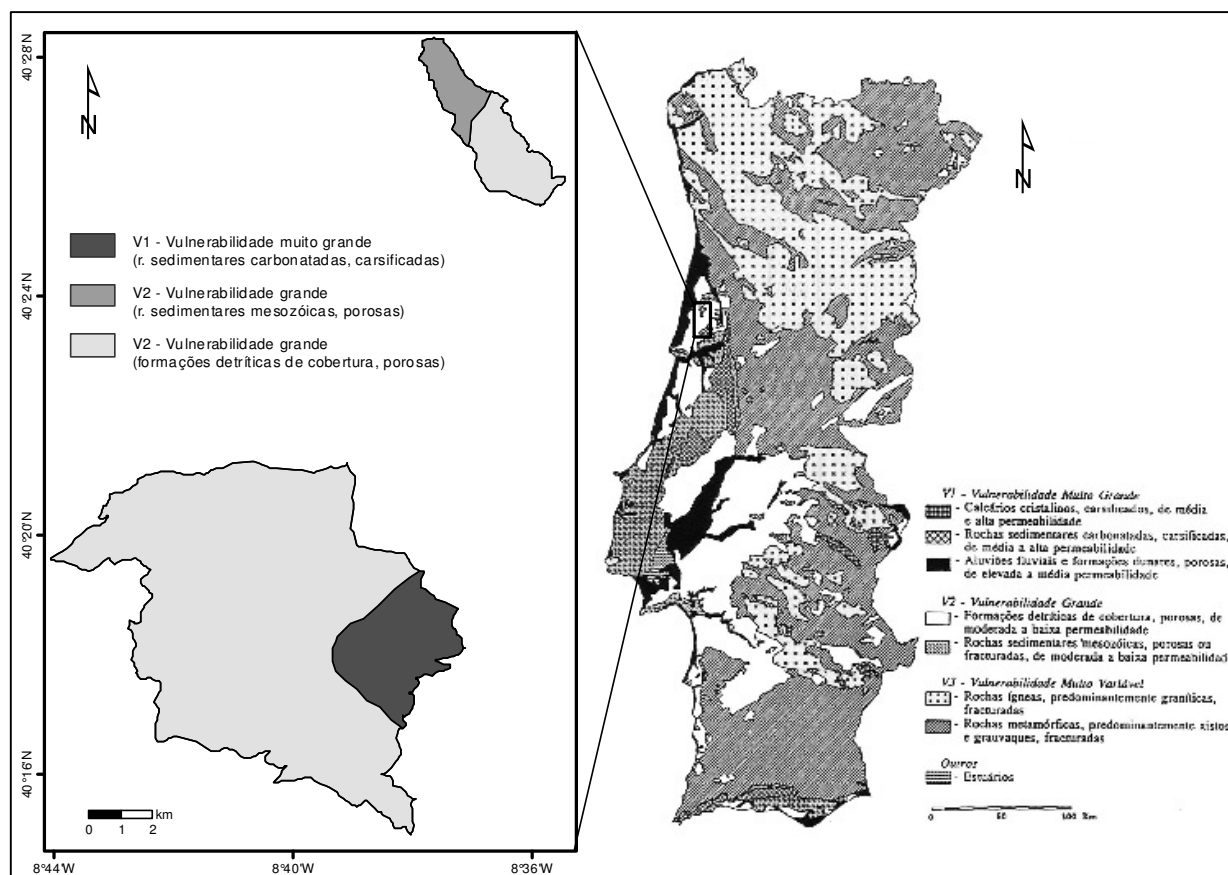 40°28'N
40°24'N
40°20'N
40°16'N
N
V1 - Vulnerabilidade muito grande
(r. sedimentares carbonatadas, carsificadas)
V2 - Vulnerabilidade grande
(r. sedimentares mesozóicas, porosas)
V2 - Vulnerabilidade grande
(formações detríticas de cobertura, porosas)
km
0 1 2
8°44'W
8°40'W
8°36'W
N
V1 - Vulnerabilidade Muito Grande
- Calcários cristalinos, carsificados, de média
e alta permeabilidade
- Rochas sedimentares carbonatadas, carsificadas,
de média a alta permeabilidade
- Aluviões fluviais e formações dunares, porosas,
de elevada a média permeabilidade
V2 - Vulnerabilidade Grande
- Formações detríticas de cobertura, porosas, de
moderada a baixa permeabilidade
- Rochas sedimentares mesozóicas, porosas ou
fracturadas, de moderada a baixa permeabilidad
V3 - Vulnerabilidade Muito Variável
- Rochas ígneas, predominantemente graníticas,
fracturadas
- Rochas metamórficas, predominantemente xistos
e grauvaques, fracturadas
Outros
- Estuários
0 50 100 Km